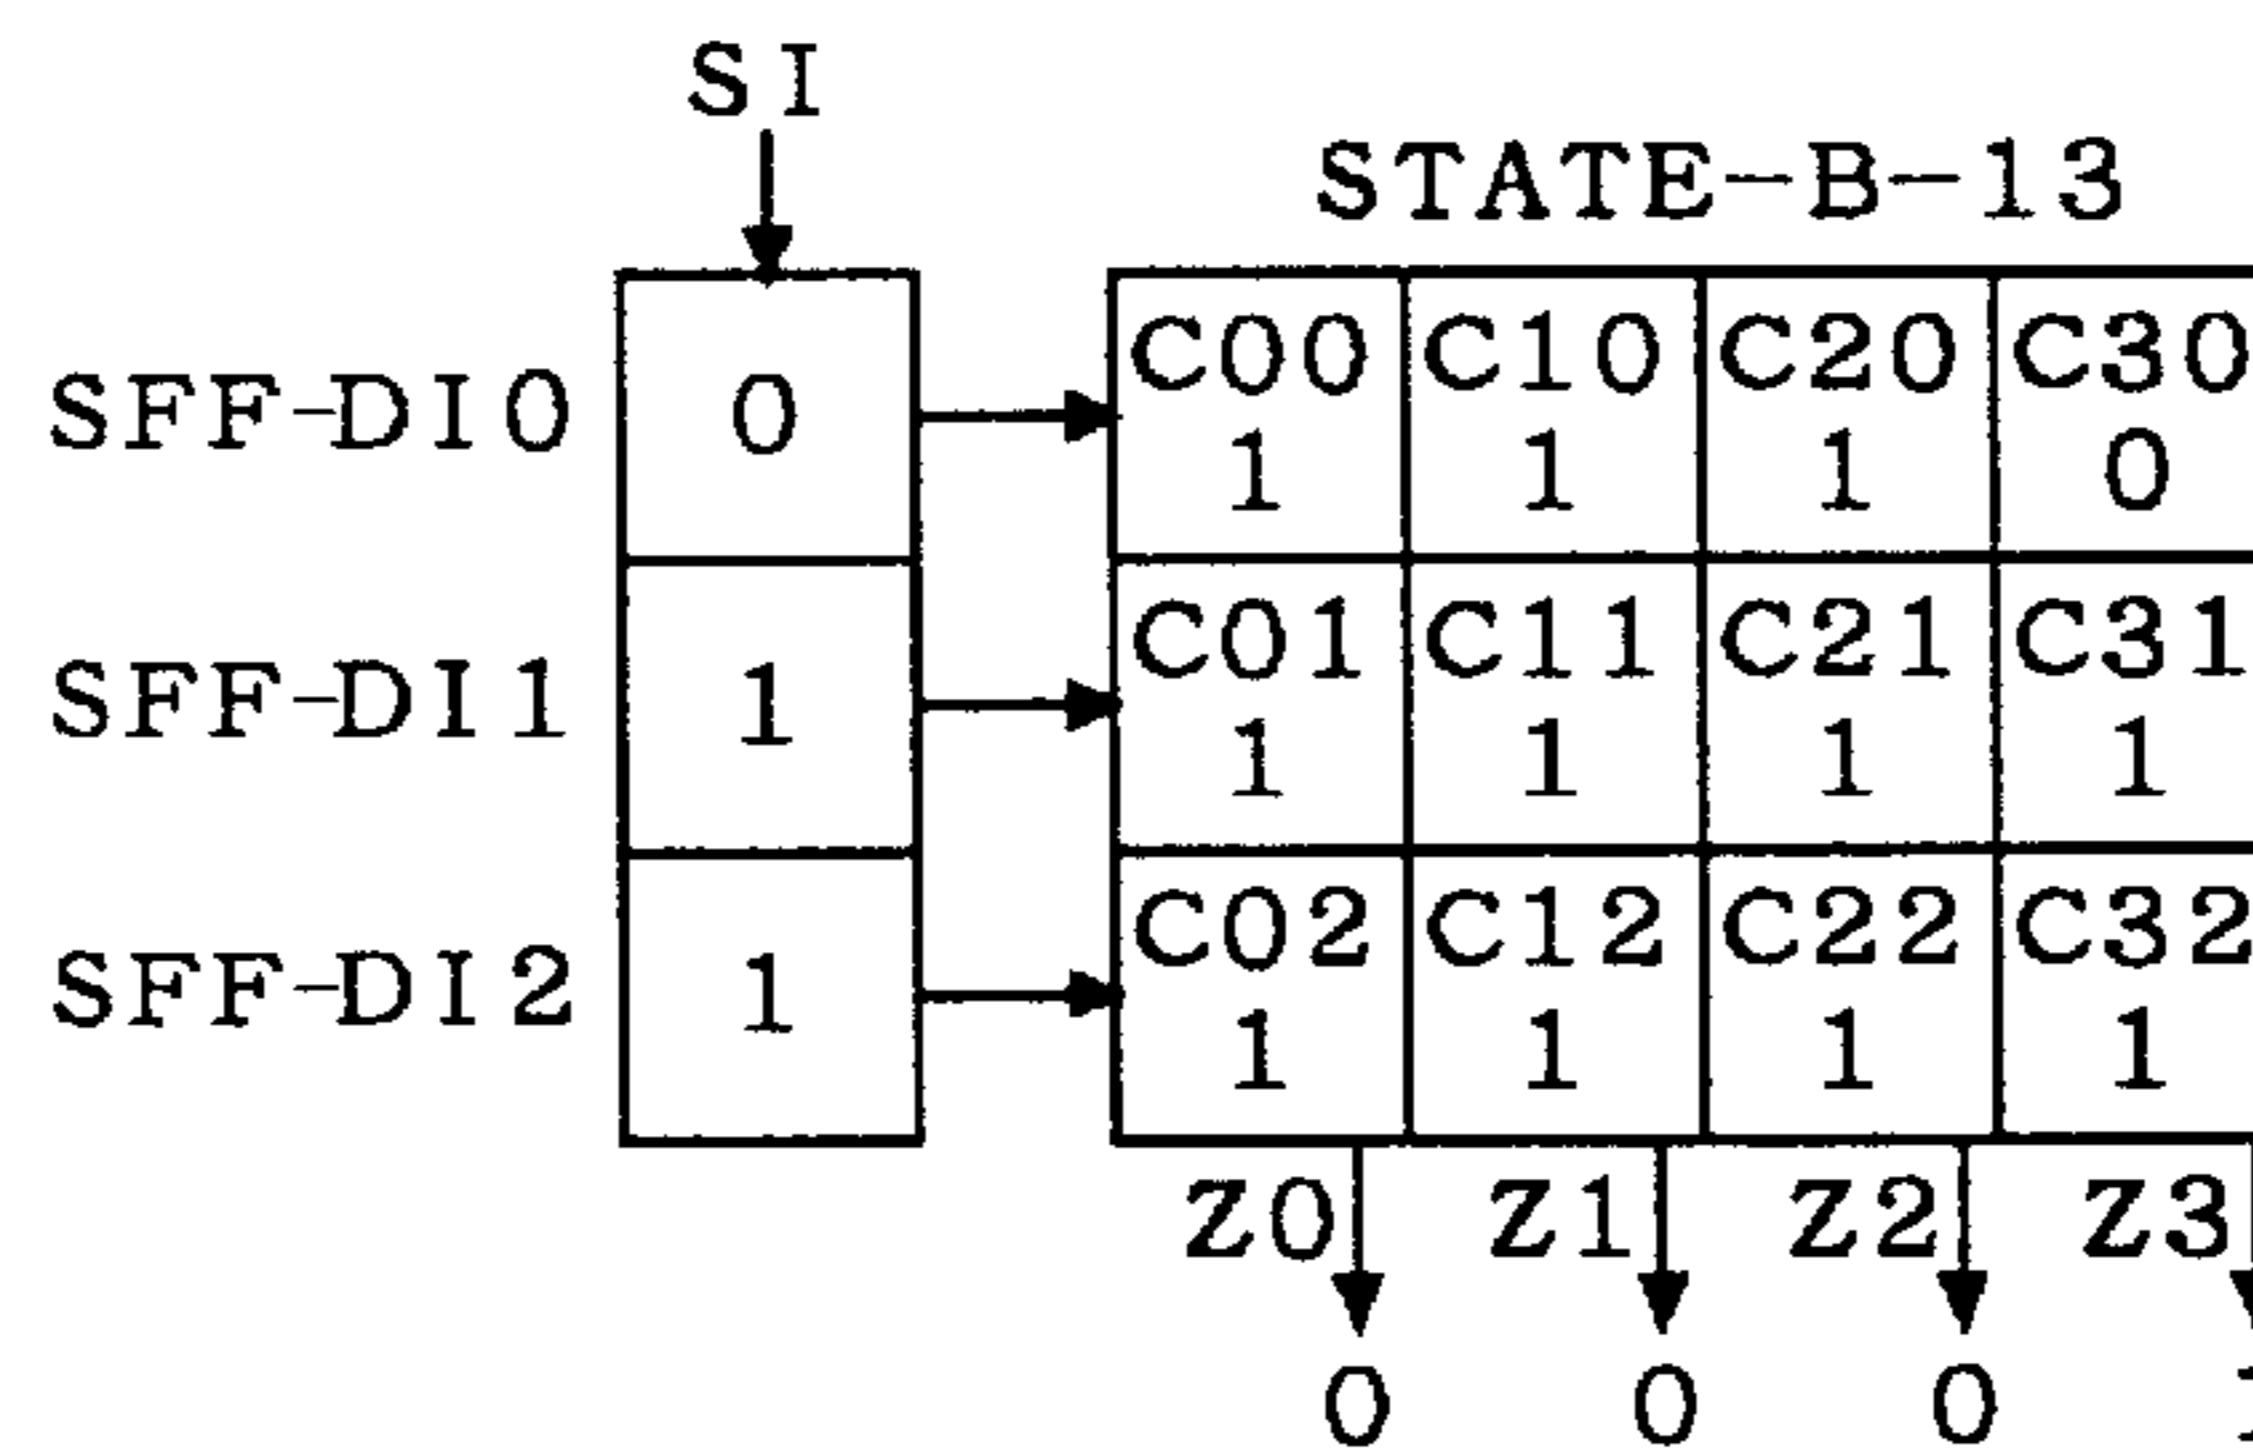 SI
STATE-B-13
C00 C10 C20 C30
SFF-DI0 0 1 1 1 0
C01 C11 C21 C31
SFF-DI1 1 1 1 1 1
C02 C12 C22 C32
SFF-DI2 1 1 1 1 1
Z0 Z1 Z2 Z3
0 0 0